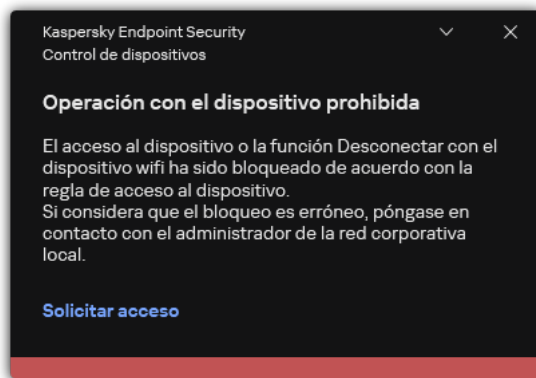 Kaspersky Endpoint Security
Control de dispositivos
Operación con el dispositivo prohibida
El acceso al dispositivo o la función Desconectar con el
dispositivo wifi ha sido bloqueado de acuerdo con la
regla de acceso al dispositivo.
Si considera que el bloqueo es erróneo, póngase en
contacto con el administrador de la red corporativa
local.
Solicitar acceso